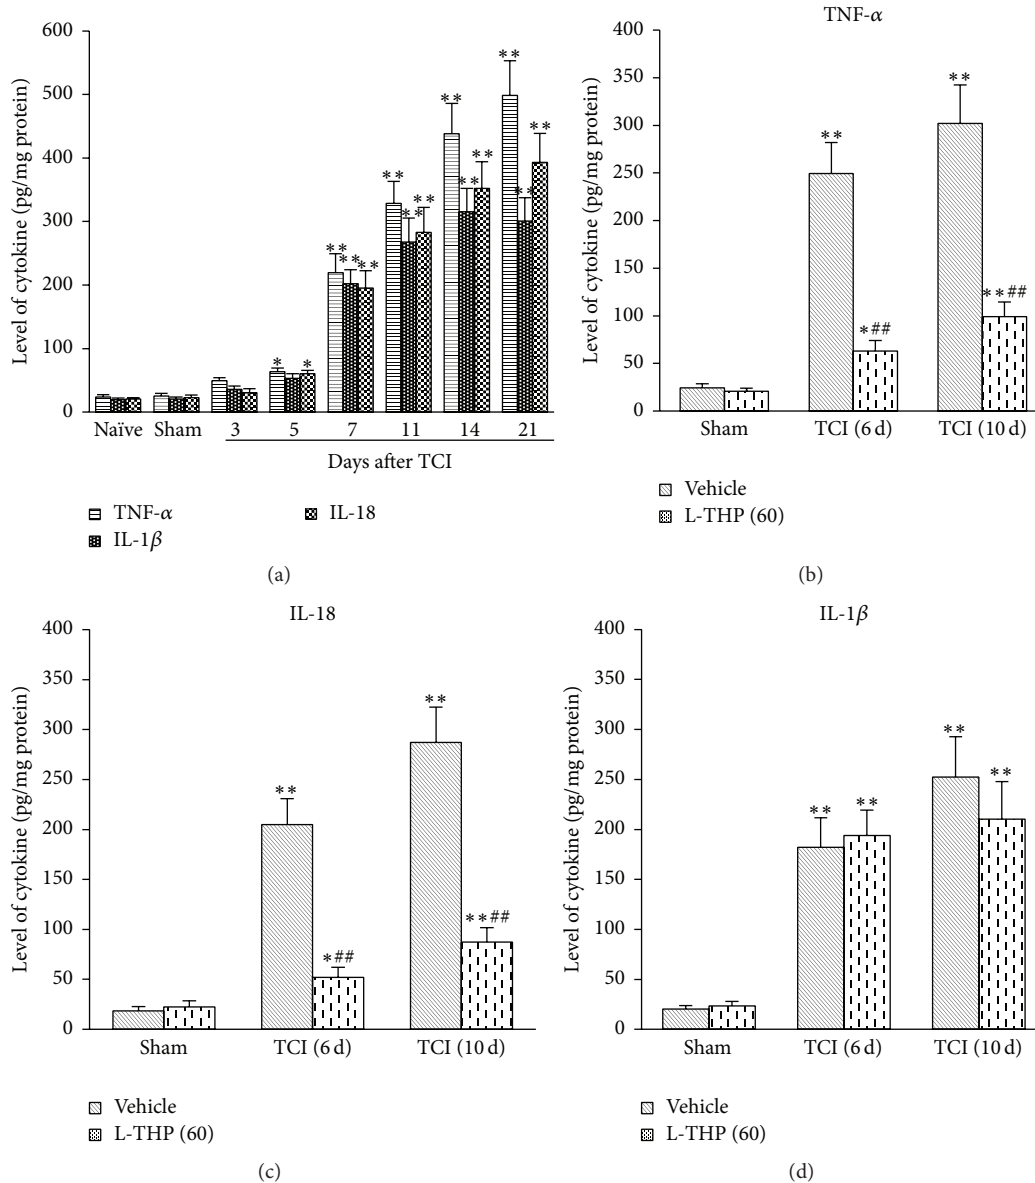 600
500
400
300
200
100
0
Level of cytokine (pg/mg protein)
** ** ** ** ** ** ** ** ** ** ** ** * *
Naïve Sham 3 5 7 11 14 21
Days after TCI
TNF-α IL-18
IL-1β
(a)
TNF-α
400
350
300
250
200
150
100
50
0
Level of cytokine (pg/mg protein)
** ** *## **##
Sham TCI (6 d) TCI (10 d)
Vehicle
L-THP (60)
(b)
IL-18
400
350
300
250
200
150
100
50
0
Level of cytokine (pg/mg protein)
** ** *## **##
Sham TCI (6 d) TCI (10 d)
Vehicle
L-THP (60)
(c)
IL-1β
400
350
300
250
200
150
100
50
0
Level of cytokine (pg/mg protein)
** ** ** **
Sham TCI (6 d) TCI (10 d)
Vehicle
L-THP (60)
(d)